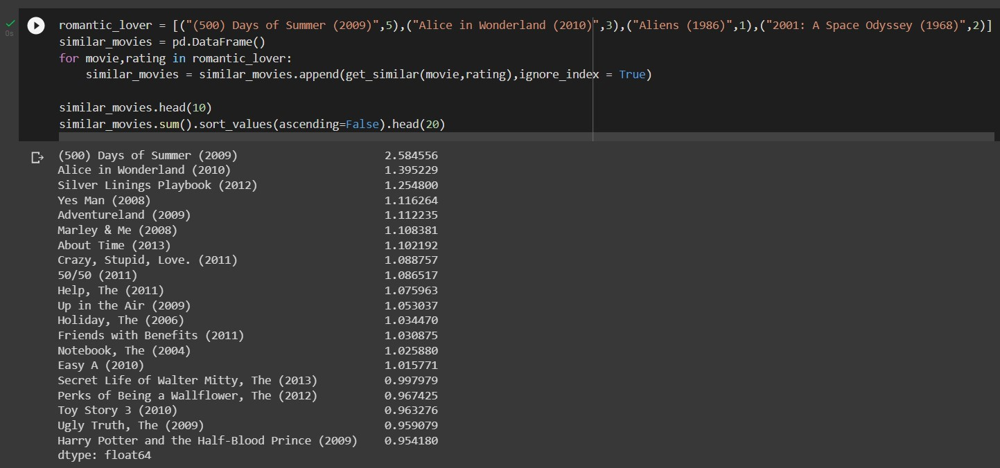 0s
romantic_lover = [("(500) Days of Summer (2009)",5),("Alice in Wonderland (2010)",3),("Aliens (1986)",1),("2001: A Space Odyssey (1968)",2)]
similar_movies = pd.DataFrame()
for movie,rating in romantic_lover:
    similar_movies = similar_movies.append(get_similar(movie,rating),ignore_index = True)
similar_movies.head(10)
similar_movies.sum().sort_values(ascending=False).head(20)
(500) Days of Summer (2009) 2.584556
Alice in Wonderland (2010) 1.395229
Silver Linings Playbook (2012) 1.254800
Yes Man (2008) 1.116264
Adventureland (2009) 1.112235
Marley & Me (2008) 1.108381
About Time (2013) 1.102192
Crazy, Stupid, Love. (2011) 1.088757
50/50 (2011) 1.086517
Help, The (2011) 1.075963
Up in the Air (2009) 1.053037
Holiday, The (2006) 1.034470
Friends with Benefits (2011) 1.030875
Notebook, The (2004) 1.025880
Easy A (2010) 1.015771
Secret Life of Walter Mitty, The (2013) 0.997979
Perks of Being a Wallflower, The (2012) 0.967425
Toy Story 3 (2010) 0.963276
Ugly Truth, The (2009) 0.959079
Harry Potter and the Half-Blood Prince (2009) 0.954180
dtype: float64